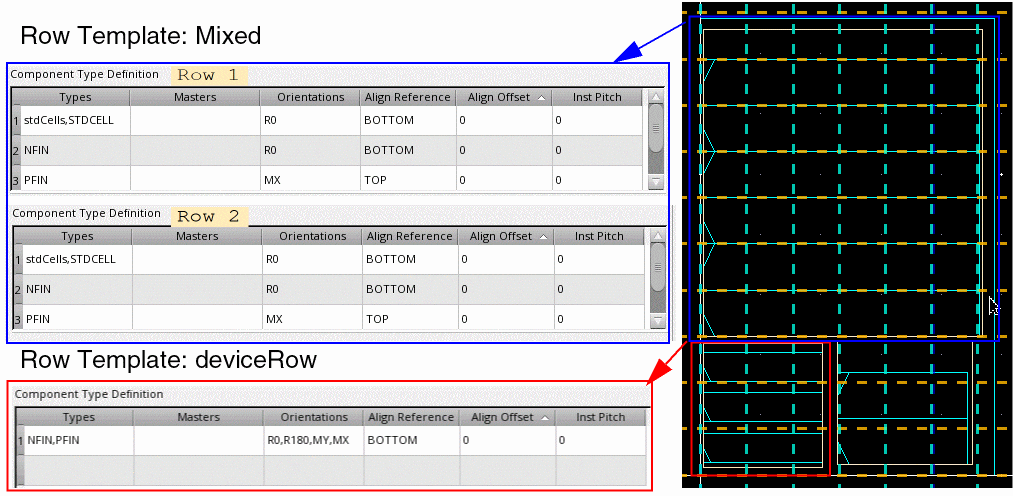 Row Template: Mixed
Component Type Definition Row 1
Types Masters Orientations Align Reference Align Offset Inst Pitch
1 stdCells,STDCELL R0 BOTTOM 0 0
2 NFIN R0 BOTTOM 0 0
3 PFIN MX TOP 0 0
Component Type Definition Row 2
Types Masters Orientations Align Reference Align Offset Inst Pitch
1 stdCells,STDCELL R0 BOTTOM 0 0
2 NFIN R0 BOTTOM 0 0
3 PFIN MX TOP 0 0
Row Template: deviceRow
Component Type Definition
Types Masters Orientations Align Reference Align Offset Inst Pitch
1 NFIN,PFIN R0,R180,MY,MX BOTTOM 0 0